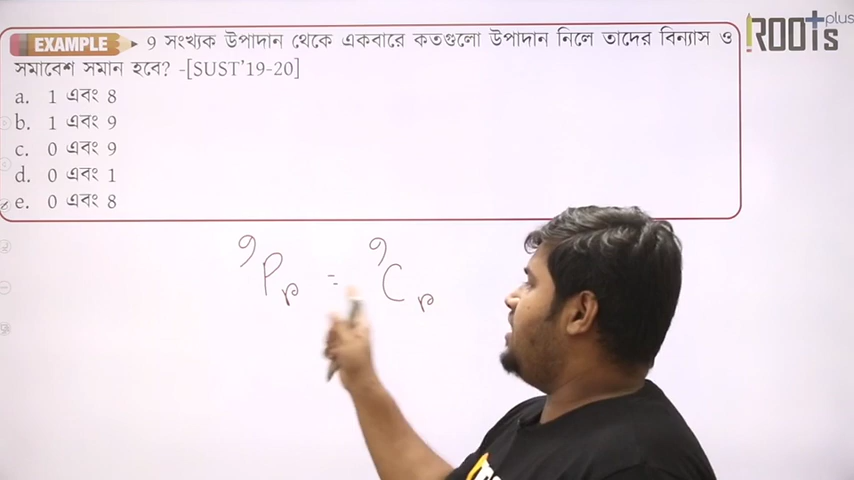 EXAMPLE 9 সংখ্যক উপাদান থেকে একবারে কতগুলো উপাদান নিলে তাদের বিন্যাস ও
সমাবেশ সমান হবে? -[SUST'19-20]
a. 1 এবং 8
b. 1 এবং 9
c. 0 এবং 9
d. 0 এবং 1
e. 0 এবং 8
ROOTs plus
9Pr = 9Cr